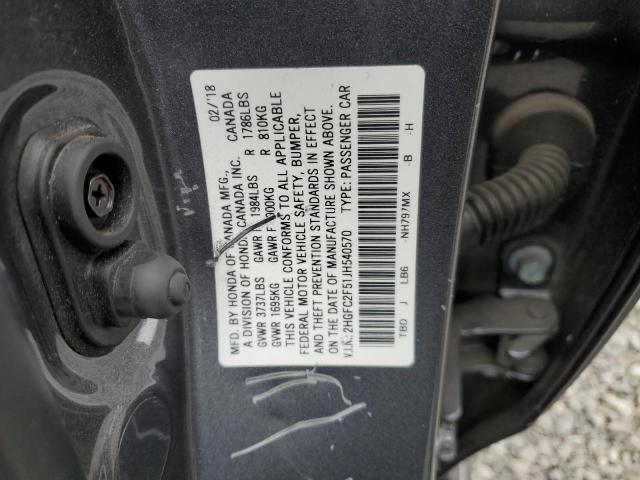 MFD. BY HONDA OF CANADA MFG., 02/'18
A DIVISION OF HONDA CANADA INC. CANADA
GVWR 3737LBS GAWR F 1984LBS R 1786LBS
GVWR 1695KG GAWR F 900KG R 810KG
THIS VEHICLE CONFORMS TO ALL APPLICABLE
FEDERAL MOTOR VEHICLE SAFETY, BUMPER,
AND THEFT PREVENTION STANDARDS IN EFFECT
ON THE DATE OF MANUFACTURE SHOWN ABOVE.
V.I.N.:2HGFC2F51JH540570 TYPE: PASSENGER CAR
TBD J LB6 -NH797MX -B -H